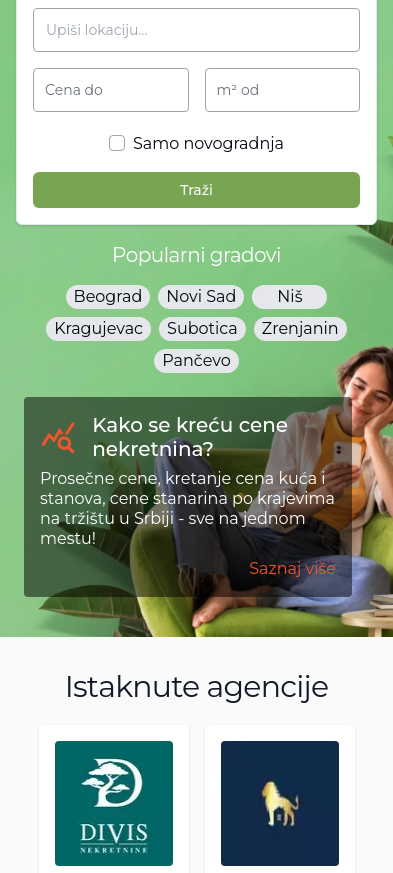 Upiši lokaciju...
Cena do
m² od
Samo novogradnja
Traži
Popularni gradovi
Beograd
Novi Sad
Niš
Kragujevac
Subotica
Zrenjanin
Pančevo
Kako se kreću cene
nekretnina?
Prosečne cene, kretanje cena kuća i
stanova, cene stanarina po krajevima
na tržištu u Srbiji - sve na jednom
mestu!
Saznaj više
Istaknute agencije
DIVIS
NEKRETNINE